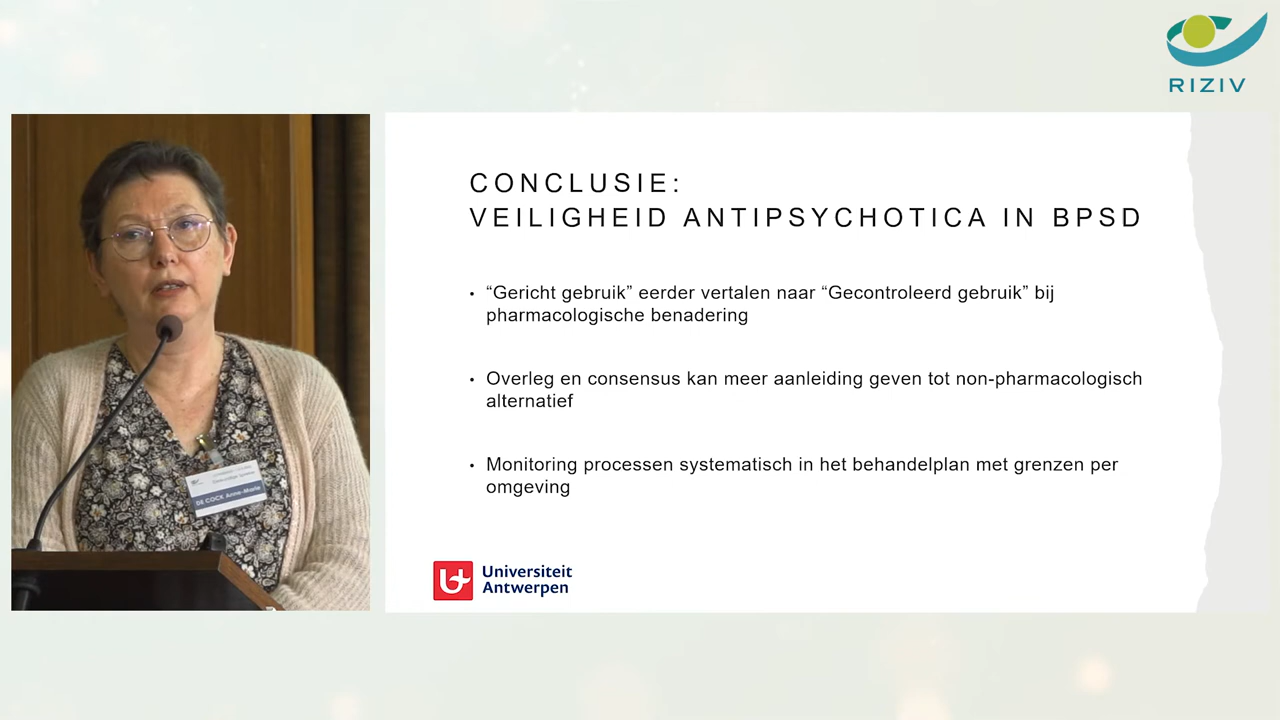 RIZIV
CONCLUSIE:
VEILIGHEID ANTIPSYCHOTICA IN BPSD
• “Gericht gebruik” eerder vertalen naar “Gecontroleerd gebruik” bij
pharmacologische benadering
• Overleg en consensus kan meer aanleiding geven tot non-pharmacologisch
alternatief
• Monitoring processen systematisch in het behandelplan met grenzen per
omgeving
Universiteit
Antwerpen
DE COCK Anne-Marie